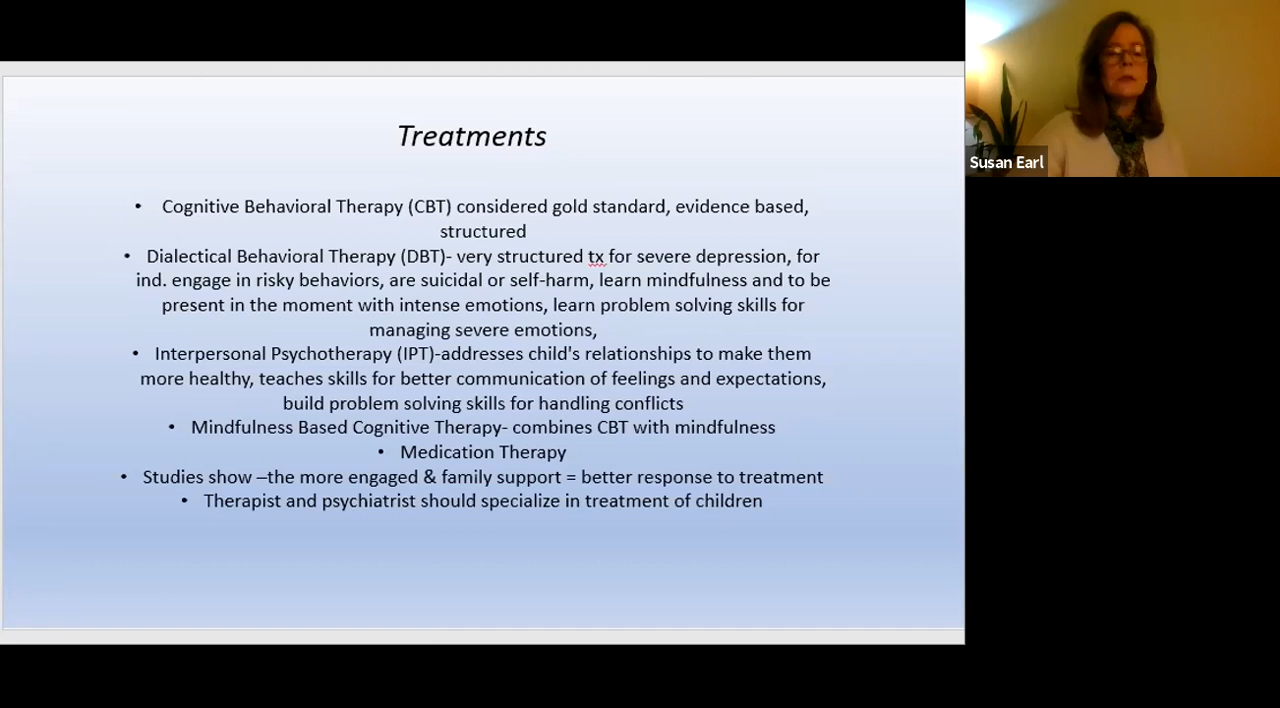 Treatments
• Cognitive Behavioral Therapy (CBT) considered gold standard, evidence based,
structured
• Dialectical Behavioral Therapy (DBT)- very structured tx for severe depression, for
ind. engage in risky behaviors, are suicidal or self-harm, learn mindfulness and to be
present in the moment with intense emotions, learn problem solving skills for
managing severe emotions,
• Interpersonal Psychotherapy (IPT)-addresses child's relationships to make them
more healthy, teaches skills for better communication of feelings and expectations,
build problem solving skills for handling conflicts
• Mindfulness Based Cognitive Therapy- combines CBT with mindfulness
• Medication Therapy
• Studies show –the more engaged & family support = better response to treatment
• Therapist and psychiatrist should specialize in treatment of children
Susan Earl